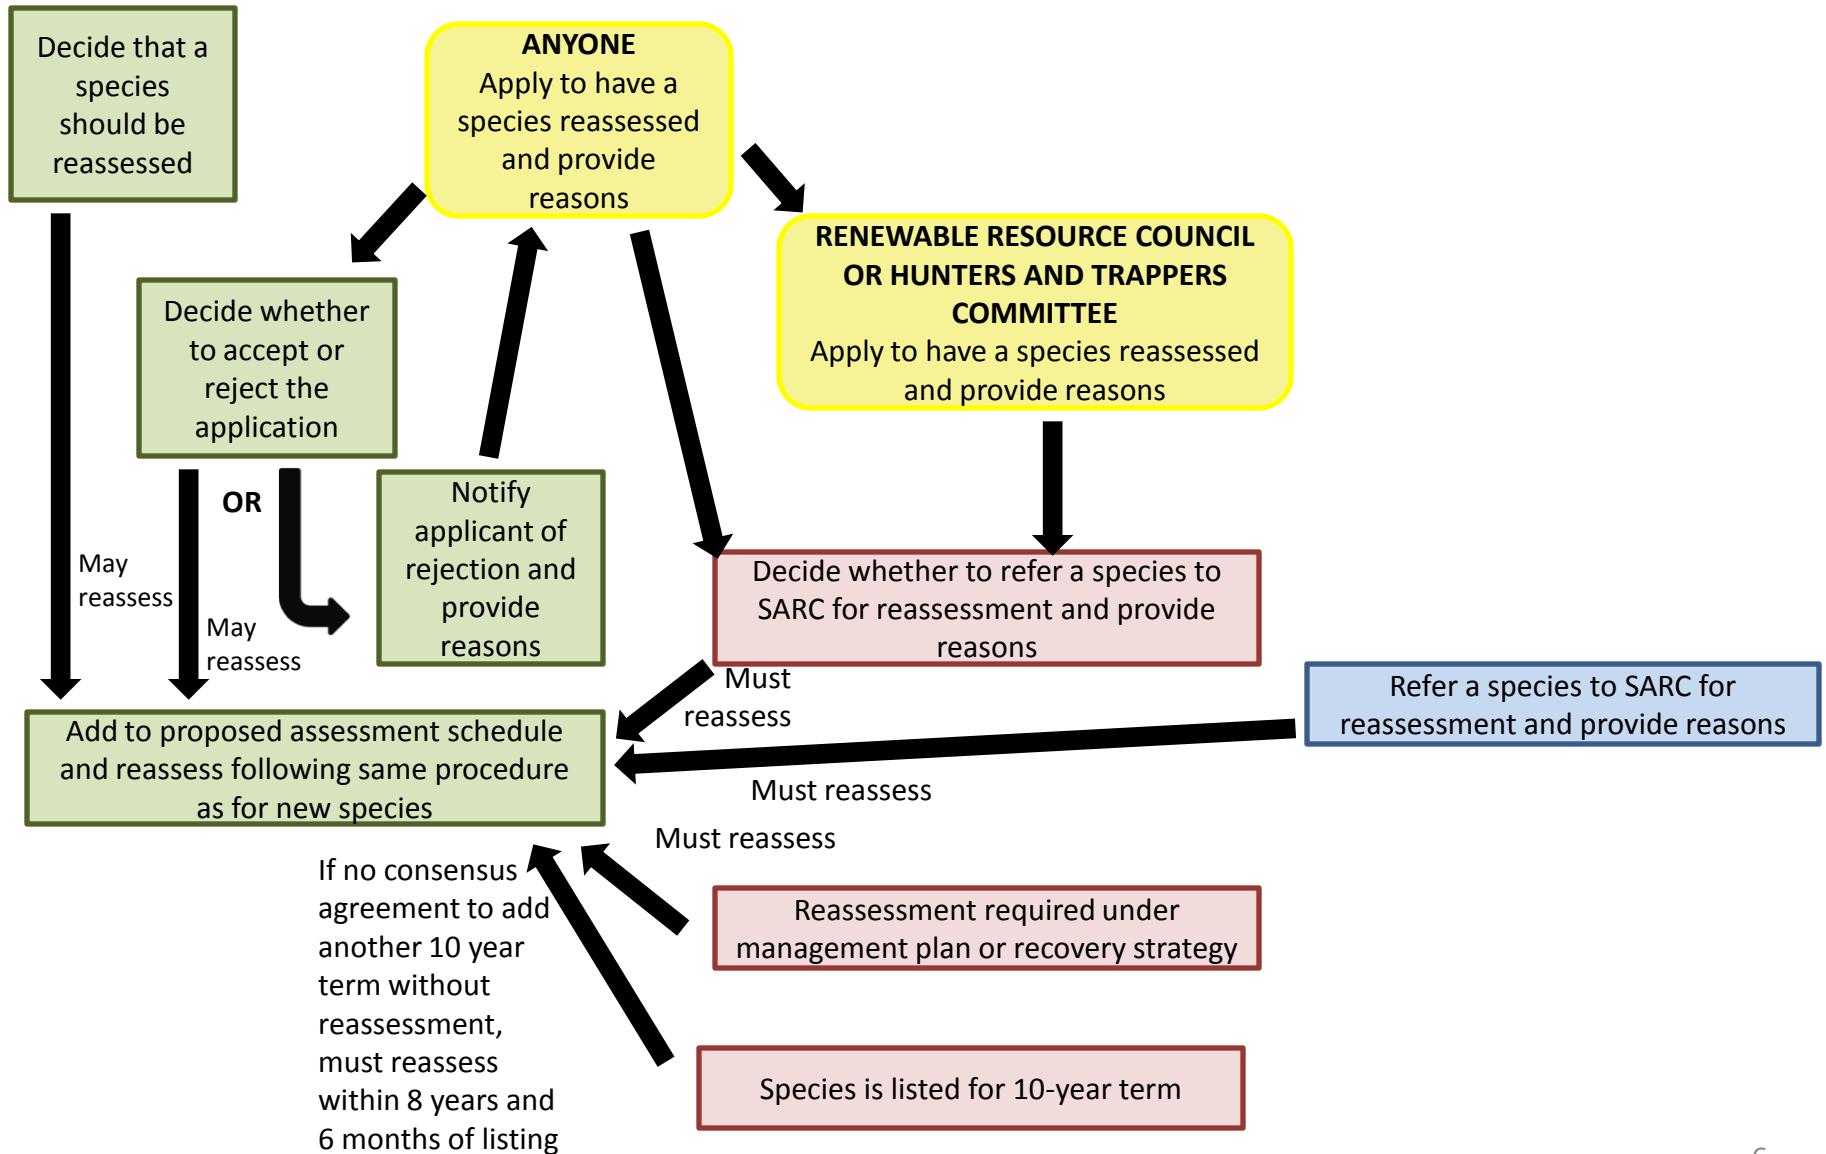 Decide that a
species
should be
reassessed
ANYONE
Apply to have a
species reassessed
and provide
reasons
RENEWABLE RESOURCE COUNCIL
OR HUNTERS AND TRAPPERS
COMMITTEE
Apply to have a species reassessed
and provide reasons
Decide whether
to accept or
reject the
application
OR
Notify
applicant of
rejection and
provide
reasons
May
reassess
May
reassess
Decide whether to refer a species to
SARC for reassessment and provide
reasons
Must
reassess
Refer a species to SARC for
reassessment and provide reasons
Add to proposed assessment schedule
and reassess following same procedure
as for new species
Must reassess
Must reassess
If no consensus
agreement to add
another 10 year
term without
reassessment,
must reassess
within 8 years and
6 months of listing
Reassessment required under
management plan or recovery strategy
Species is listed for 10-year term